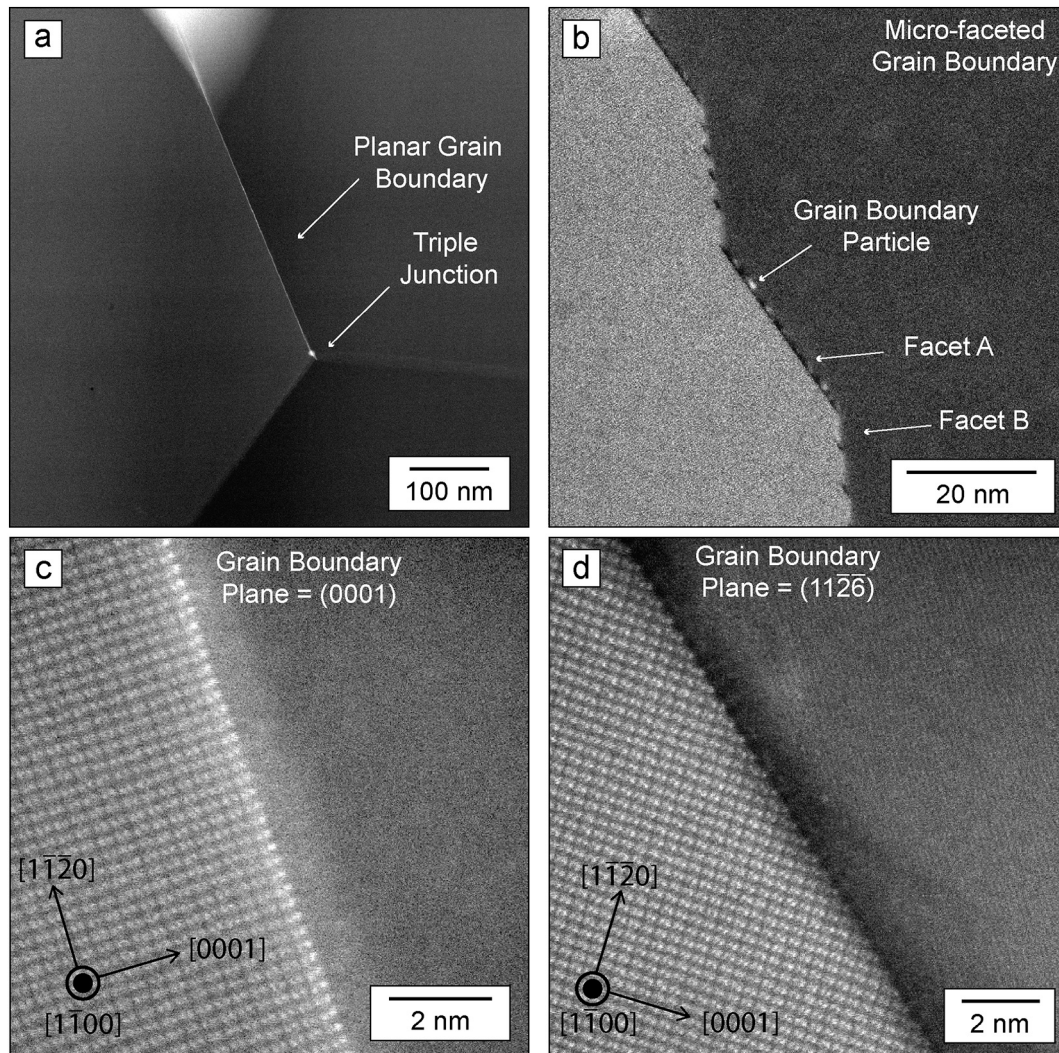 a
Planar Grain
Boundary
Triple
Junction
100 nm
b
Micro-faceted
Grain Boundary
Grain Boundary
Particle
Facet A
Facet B
20 nm
c
Grain Boundary
Plane = (0001)
[11̅2̅0]
[0001]
[11̅00]
2 nm
d
Grain Boundary
Plane = (112̅6̅)
[11̅2̅0]
[0001]
[11̅00]
2 nm